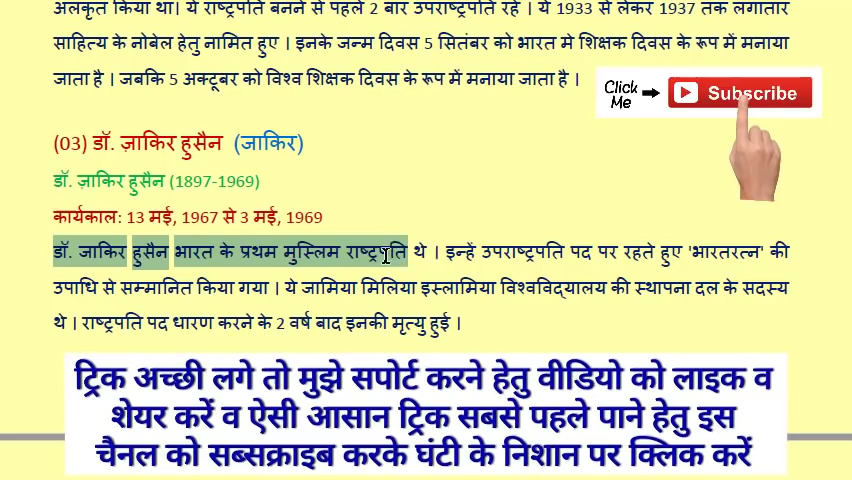 अलंकृत किया था। ये राष्ट्रपति बनने से पहले 2 बार उपराष्ट्रपति रहे । ये 1933 से लेकर 1937 तक लगातार
साहित्य के नोबेल हेतु नामित हुए । इनके जन्म दिवस 5 सितंबर को भारत मे शिक्षक दिवस के रूप में मनाया
जाता है । जबकि 5 अक्टूबर को विश्व शिक्षक दिवस के रूप में मनाया जाता है ।
Click Me
Subscribe
(03) डॉ. ज़ाकिर हुसैन (जाकिर)
डॉ. ज़ाकिर हुसैन (1897-1969)
कार्यकाल: 13 मई, 1967 से 3 मई, 1969
डॉ. जाकिर हुसैन भारत के प्रथम मुस्लिम राष्ट्रपति थे । इन्हें उपराष्ट्रपति पद पर रहते हुए 'भारतरत्न' की
उपाधि से सम्मानित किया गया । ये जामिया मिलिया इस्लामिया विश्वविद्यालय की स्थापना दल के सदस्य
थे । राष्ट्रपति पद धारण करने के 2 वर्ष बाद इनकी मृत्यु हुई ।
ट्रिक अच्छी लगे तो मुझे सपोर्ट करने हेतु वीडियो को लाइक व
शेयर करें व ऐसी आसान ट्रिक सबसे पहले पाने हेतु इस
चैनल को सब्सक्राइब करके घंटी के निशान पर क्लिक करें